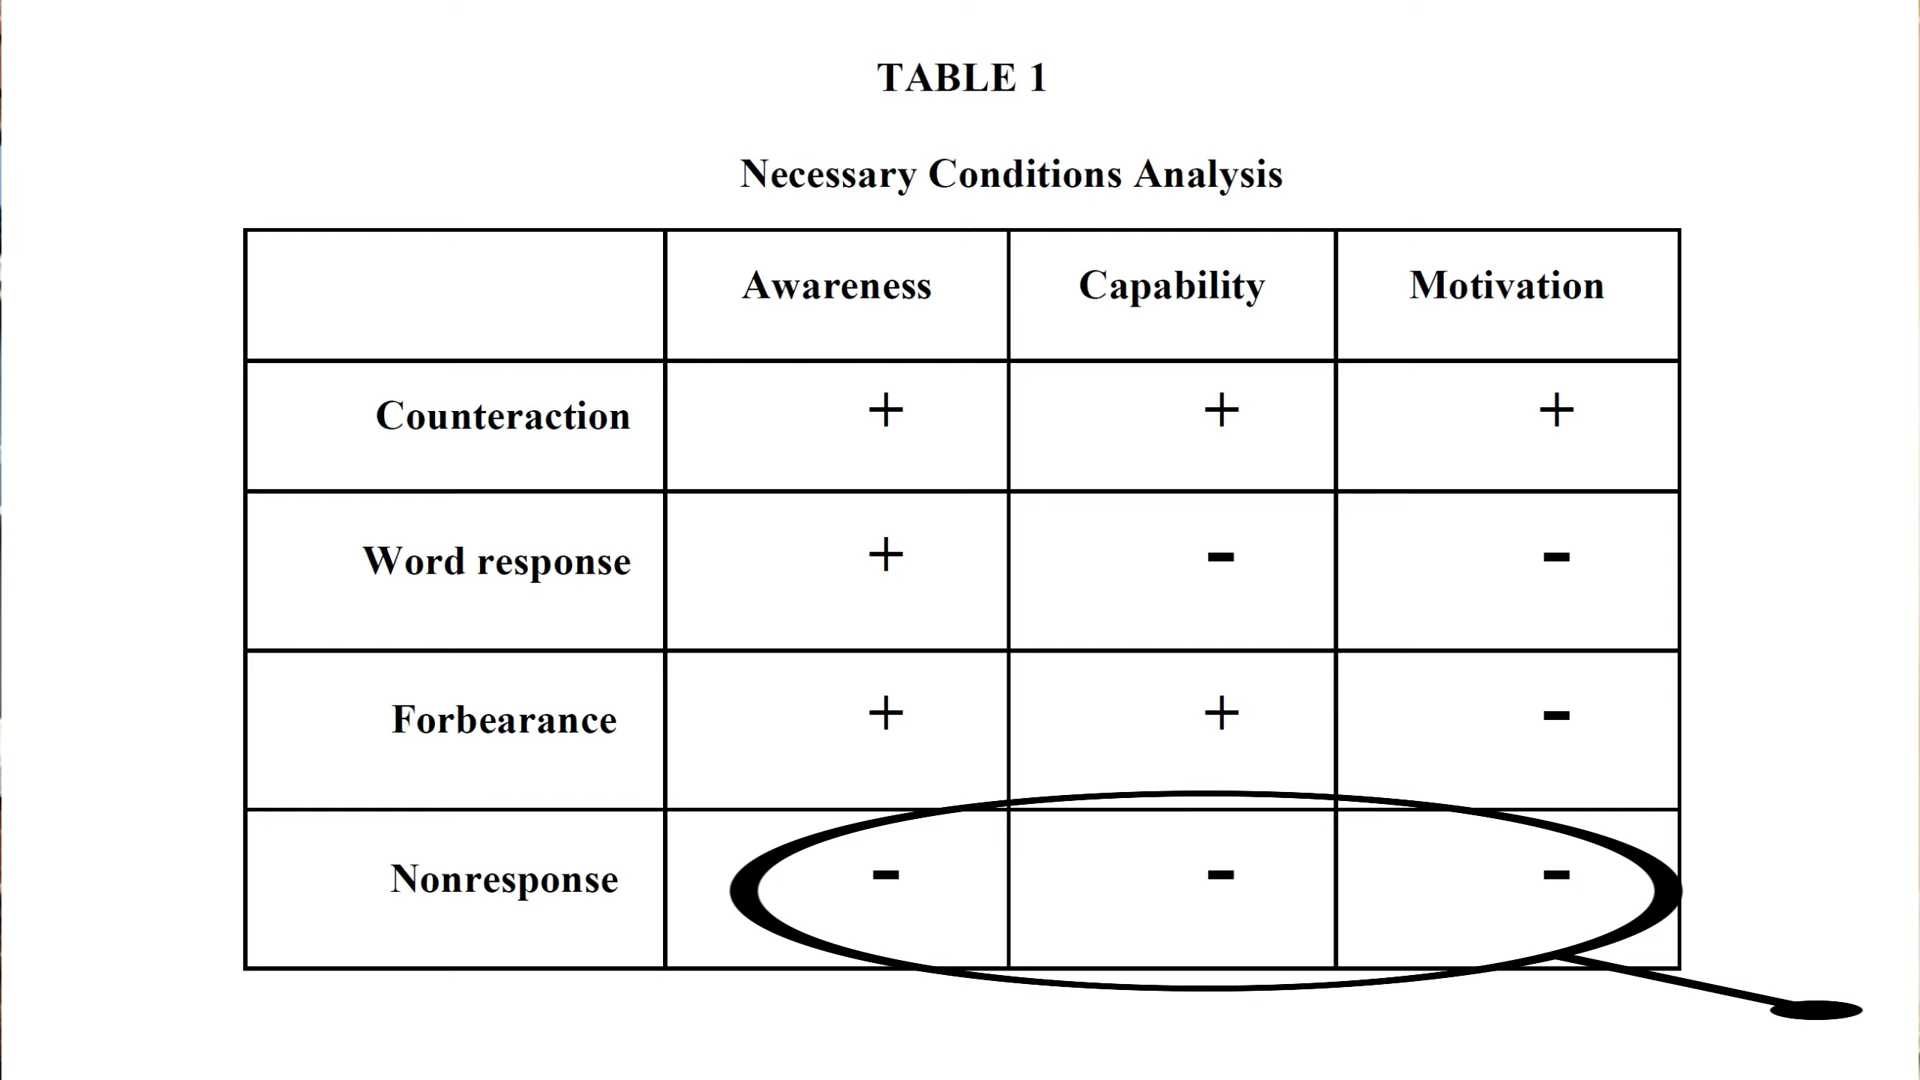 TABLE 1
Necessary Conditions Analysis
Awareness Capability Motivation
Counteraction + + +
Word response + - -
Forbearance + + -
Nonresponse - - -